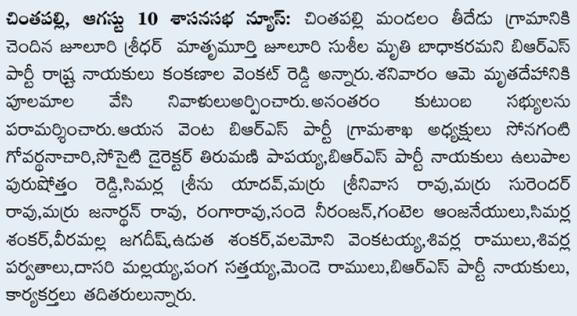 చింతపల్లి, ఆగస్టు 10 శాసనసభ న్యూస్: చింతపల్లి మండలం తీదేడు గ్రామానికి
చెందిన జూలూరి శ్రీధర్ మాతృమూర్తి జూలూరి సుశీల మృతి బాధాకరమని బిఆర్ఎస్
పార్టీ రాష్ట్ర నాయకులు కంకణాల వెంకట్ రెడ్డి అన్నారు.శనివారం ఆమె మృతదేహానికి
పూలమాల వేసి నివాళులుఅర్పించారు.అనంతరం కుటుంబ సభ్యులను
పరామర్శించారు.ఆయన వెంట బిఆర్ఎస్ పార్టీ గ్రామశాఖ అధ్యక్షులు సోనగంటి
గోవర్థనాచారి,సోసైటి డైరెక్టర్ తిరుమణి పాపయ్య,బిఆర్ఎస్ పార్టీ నాయకులు ఉలుపాల
పురుషోత్తం రెడ్డి,సిమర్ల శ్రీను యాదవ్,మర్రు శ్రీనివాస రావు,మర్రు సురెందర్
రావు,మర్రు జనార్థన్ రావు, రంగారావు,సందె నీరంజన్,గంటెల ఆంజనేయులు,సిమర్ల
శంకర్,వీరమల్ల జగదీష్,ఉడుత శంకర్,వలమోని వెంకటయ్య,శివర్ల రాములు,శివర్ల
పర్వతాలు,దాసరి మల్లయ్య,పంగ సత్తయ్య,మెండె రాములు,బిఆర్ఎస్ పార్టీ నాయకులు,
కార్యకర్తలు తదితరులున్నారు.